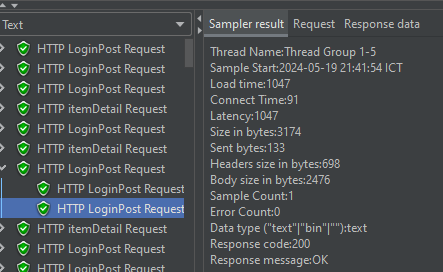 Text
HTTP LoginPost Request
HTTP LoginPost Request
HTTP LoginPost Request
HTTP itemDetail Request
HTTP LoginPost Request
HTTP LoginPost Request
HTTP LoginPost Request
HTTP LoginPost Request
HTTP LoginPost Request
HTTP itemDetail Request
HTTP LoginPost Request
HTTP LoginPost Request
Sampler result Request Response data
Thread Name:Thread Group 1-5
Sample Start:2024-05-19 21:41:54 ICT
Load time:1047
Connect Time:91
Latency:1047
Size in bytes:3174
Sent bytes:133
Headers size in bytes:698
Body size in bytes:2476
Sample Count:1
Error Count:0
Data type ("text"|"bin"|""):text
Response code:200
Response message:OK